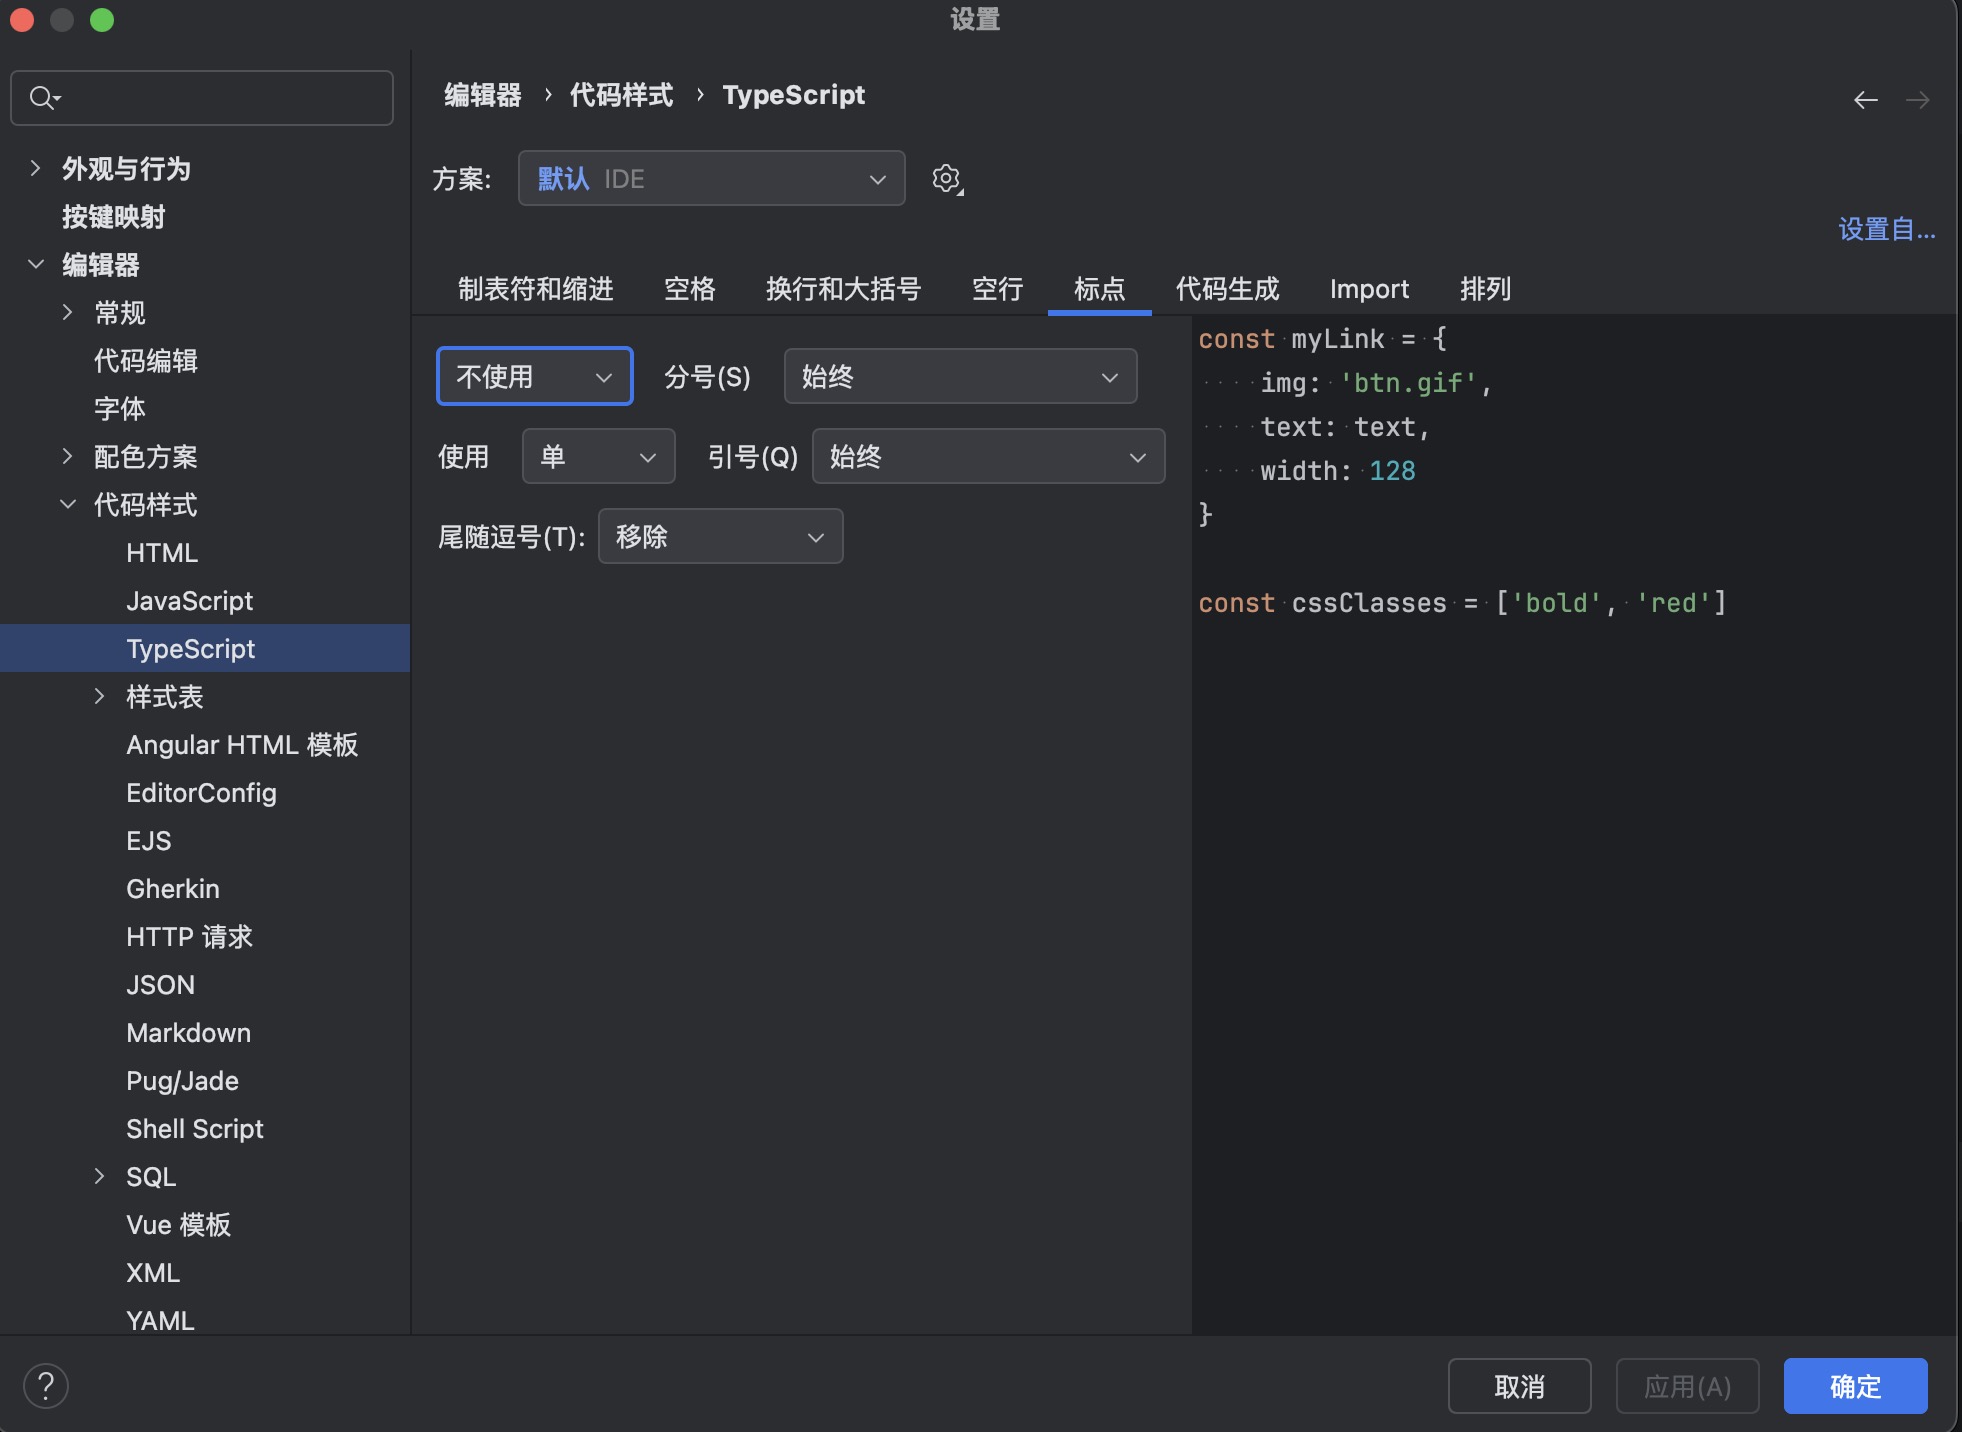 设置
外观与行为
按键映射
编辑器
常规
代码编辑
字体
配色方案
代码样式
HTML
JavaScript
TypeScript
样式表
Angular HTML 模板
EditorConfig
EJS
Gherkin
HTTP 请求
JSON
Markdown
Pug/Jade
Shell Script
SQL
Vue 模板
XML
YAML
编辑器 › 代码样式 › TypeScript
方案: 默认 IDE
设置自...
制表符和缩进 空格 换行和大括号 空行 标点 代码生成 Import 排列
不使用 分号(S) 始终
使用 单 引号(Q) 始终
尾随逗号(T): 移除
const myLink = {
    img: 'btn.gif',
    text: text,
    width: 128
}
const cssClasses = ['bold', 'red']
?
取消 应用(A) 确定